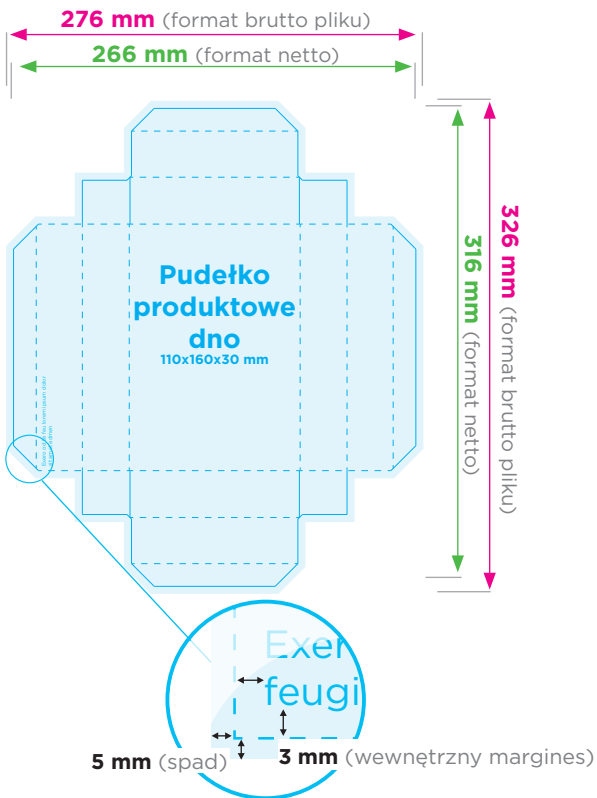 276 mm (format brutto pliku)
266 mm (format netto)
326 mm (format brutto pliku)
316 mm (format netto)
Pudełko
produktowe
dno
110x160x30 mm
Exer
feugi
5 mm (spad)
3 mm (wewnętrzny margines)